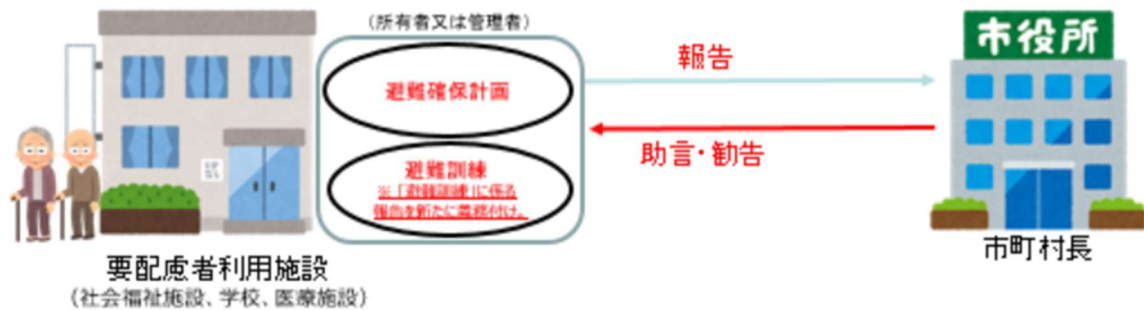 (所有者又は管理者)
避難確保計画
避難訓練
※「避難訓練」に係る
報告を新たに義務付け。
報告
助言・勧告
市役所
市町村長
要配慮者利用施設
(社会福祉施設、学校、医療施設)